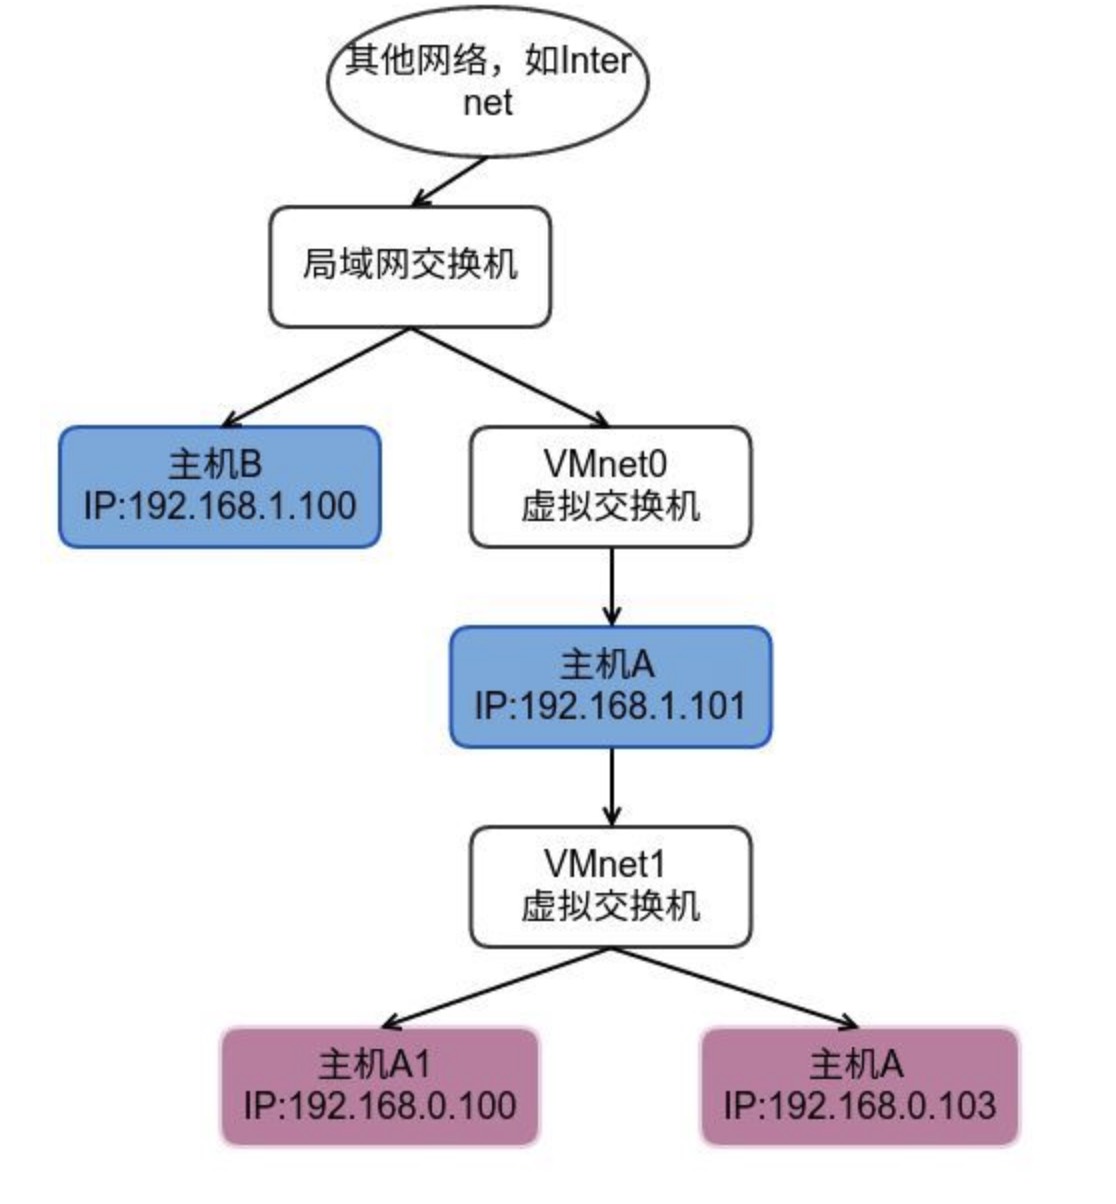 其他网络，如Inter
net
局域网交换机
主机B
IP:192.168.1.100
VMnet0
虚拟交换机
主机A
IP:192.168.1.101
VMnet1
虚拟交换机
主机A1
IP:192.168.0.100
主机A
IP:192.168.0.103